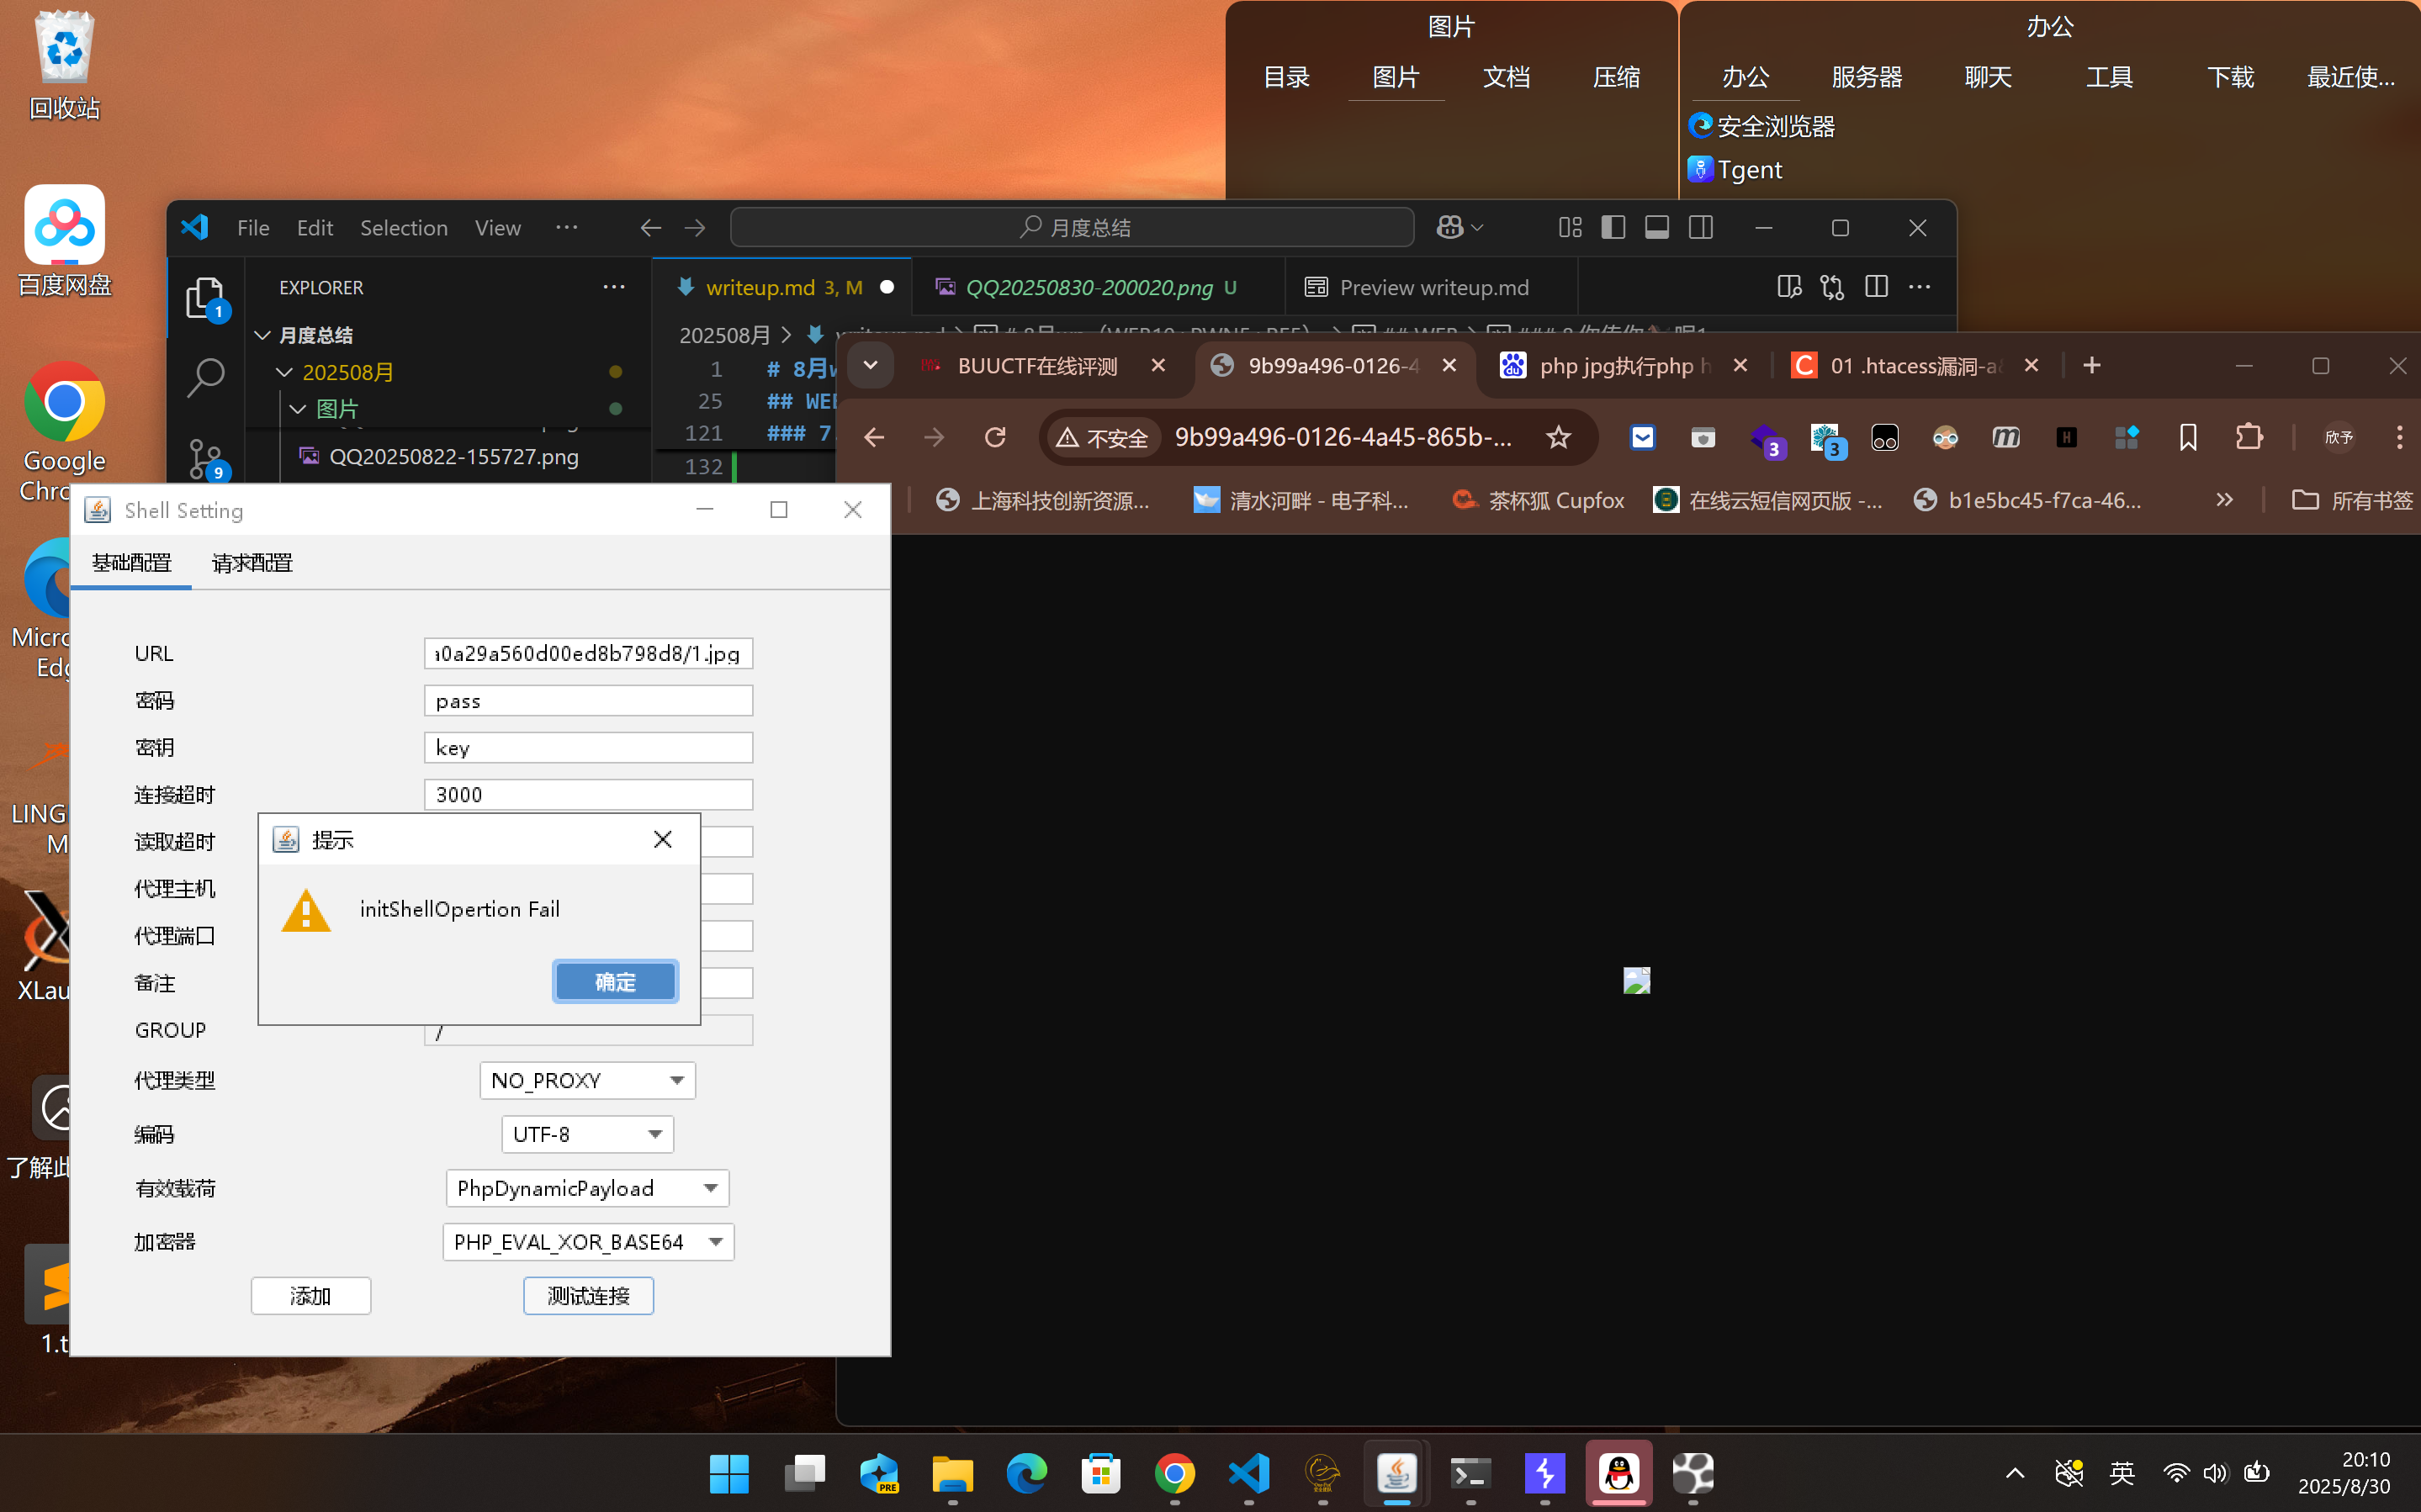 回收站
百度网盘
Google
Chro
Micro
Edg
LING
M
XLau
了解此
1.t
图片
目录 图片 文档 压缩
办公
办公 服务器 聊天 工具 下载 最近使...
安全浏览器
Tgent
File Edit Selection View ···
月度总结
EXPLORER ···
writeup.md 3, M
QQ20250830-200020.png U
Preview writeup.md
1
月度总结
202508月
图片
QQ20250822-155727.png
9
202508月 >
1 # 8月w
25 ## WEB
121 ### 7.
132
BUUCTF在线评测
9b99a496-0126-4
php jpg执行php h
01 .htacess漏洞-a
不安全 9b99a496-0126-4a45-865b-...
3
3
欣予
上海科技创新资源... 清水河畔 - 电子科... 茶杯狐 Cupfox 在线云短信网页版 -... b1e5bc45-f7ca-46... 所有书签
Shell Setting
基础配置 请求配置
URL a0a29a560d00ed8b798d8/1.jpg
密码 pass
密钥 key
连接超时 3000
读取超时
代理主机
代理端口
备注
GROUP /
代理类型 NO_PROXY
编码 UTF-8
有效载荷 PhpDynamicPayload
加密器 PHP_EVAL_XOR_BASE64
添加 测试连接
提示
initShellOpertion Fail
确定
PRE
英
20:10
2025/8/30